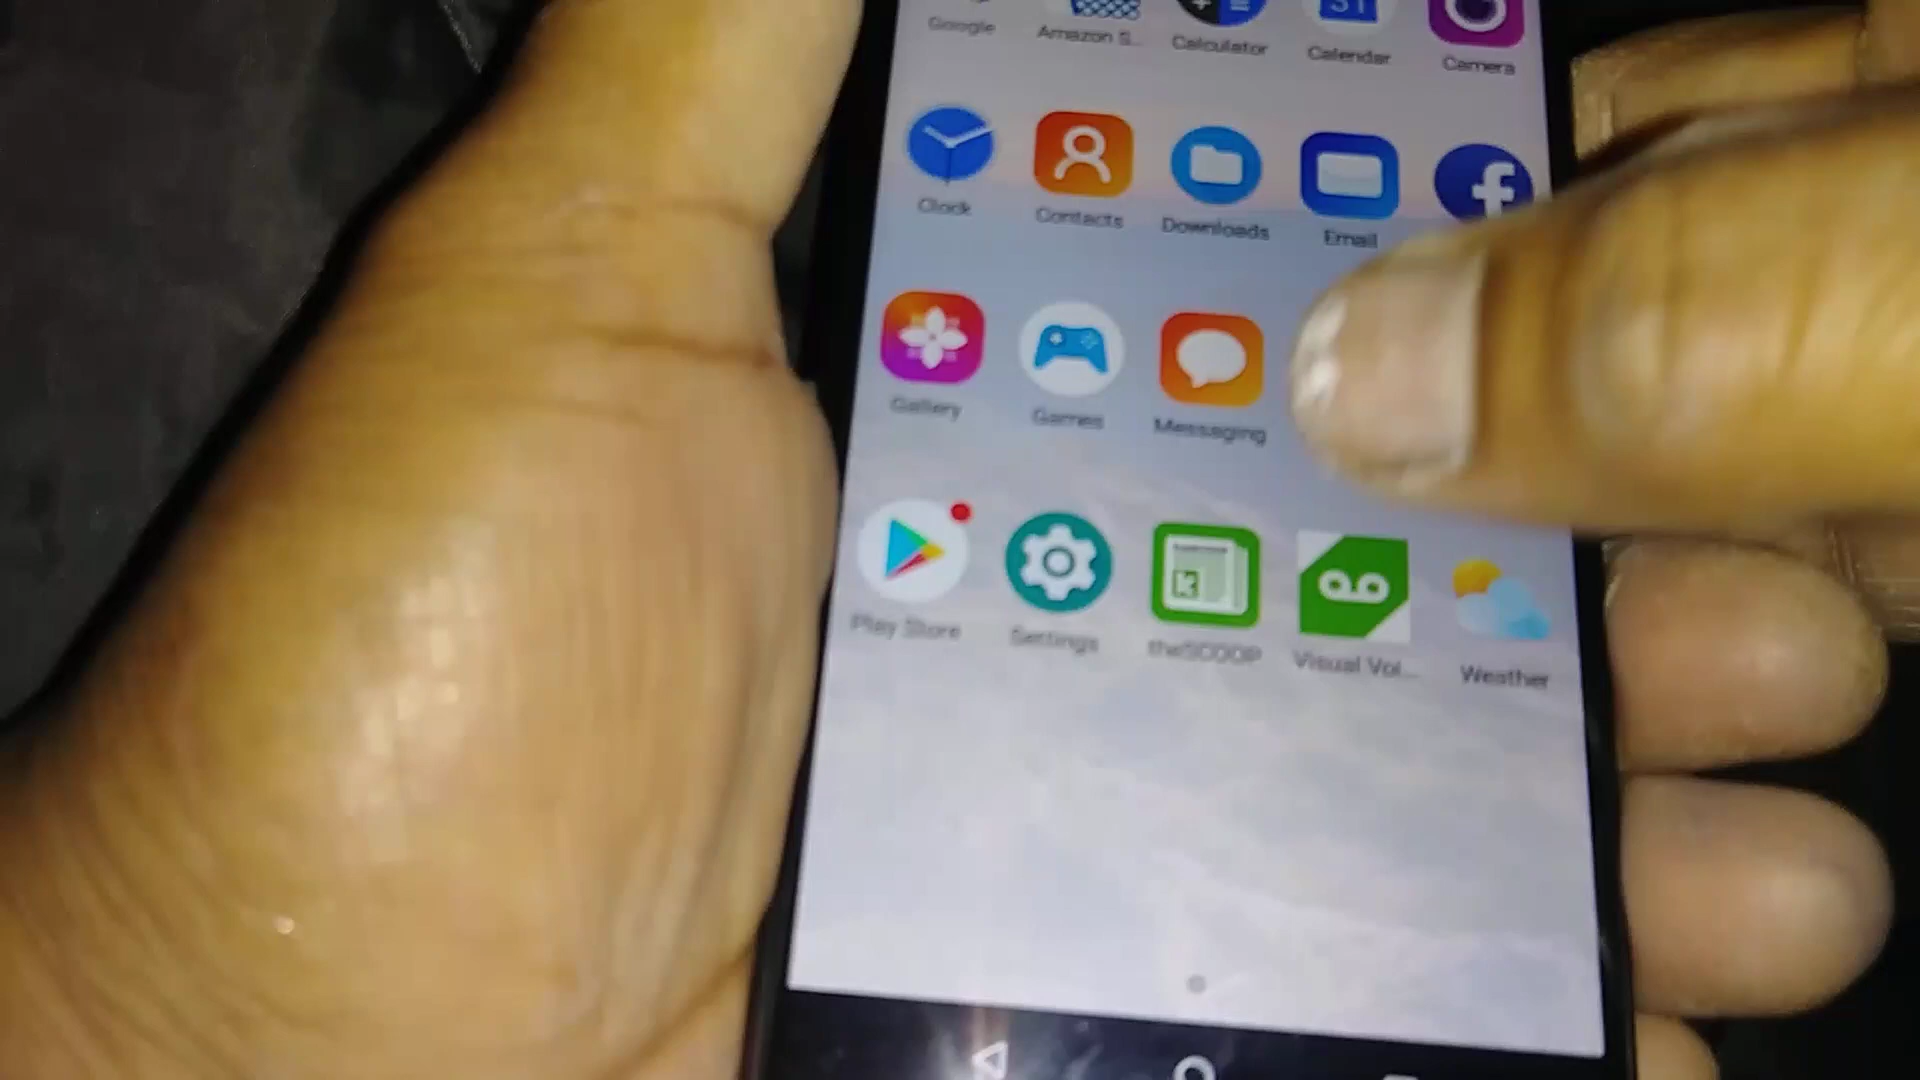 Google Amazon S... Calculator Calendar Camera
31
Clock Contacts Downloads Email
f
Gallery Games Messaging
Play Store Settings theSCOOP Visual Voi... Weather